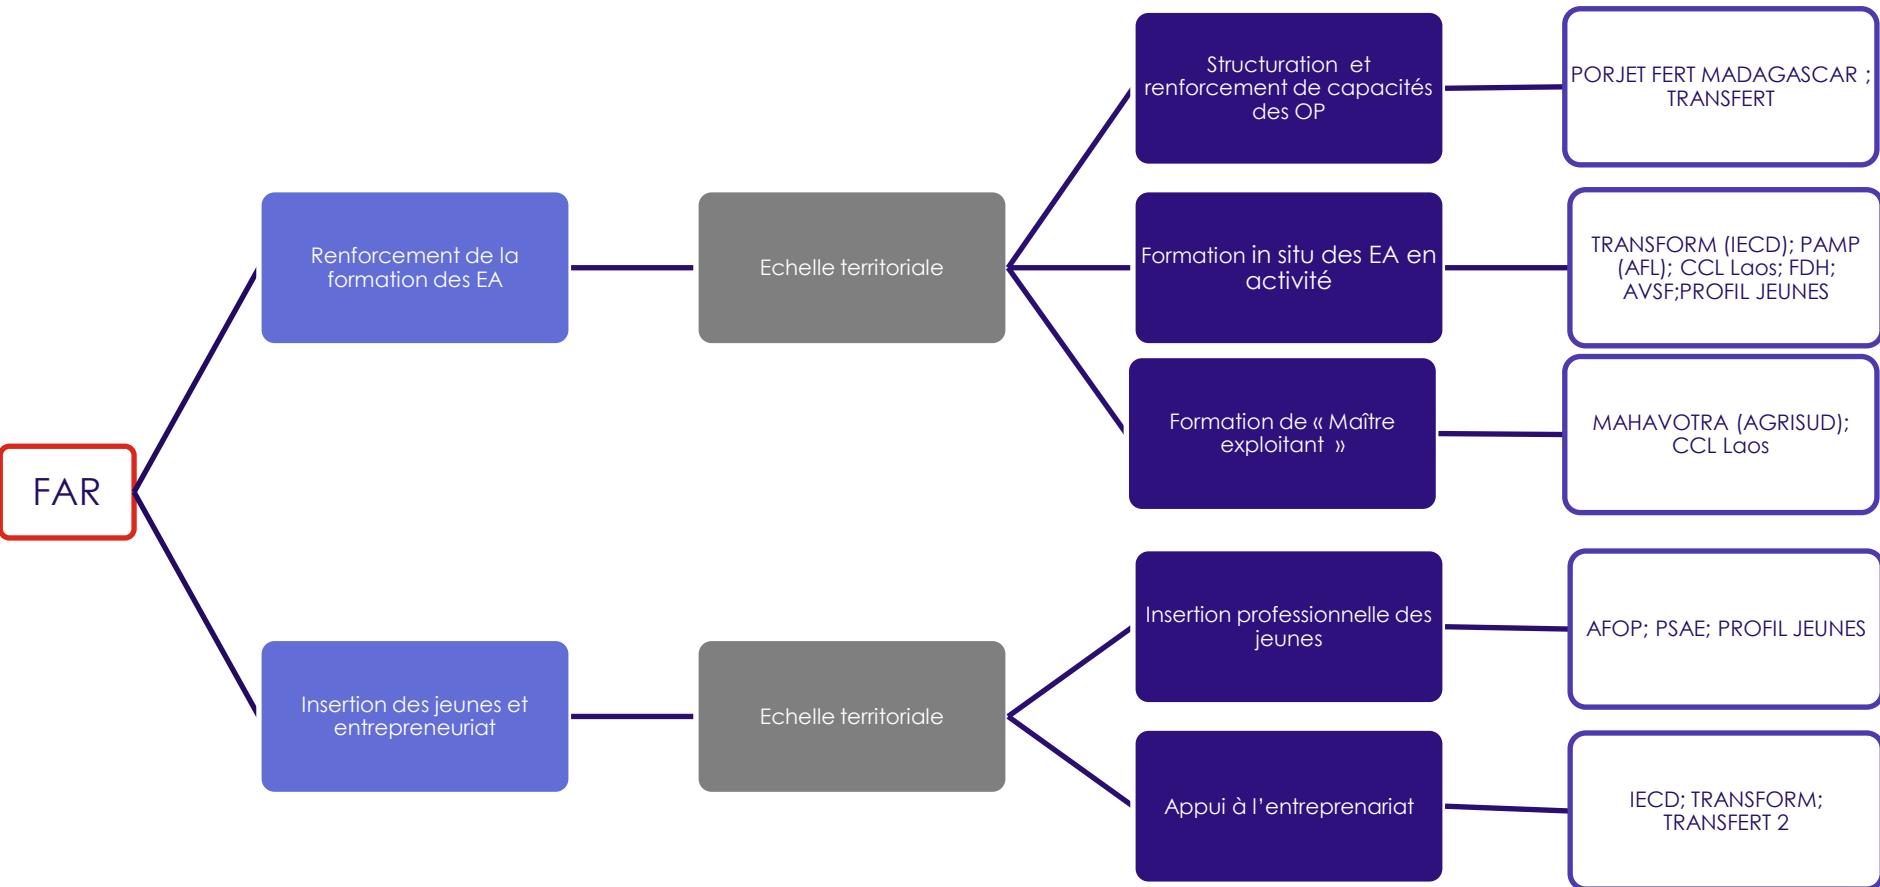 FAR
Renforcement de la
formation des EA
Echelle territoriale
Structuration et
renforcement de capacités
des OP
PORJET FERT MADAGASCAR ;
TRANSFERT
Formation in situ des EA en
activité
TRANSFORM (IECD); PAMP
(AFL); CCL Laos; FDH;
AVSF;PROFIL JEUNES
Formation de « Maître
exploitant »
MAHAVOTRA (AGRISUD);
CCL Laos
Insertion des jeunes et
entrepreneuriat
Echelle territoriale
Insertion professionnelle des
jeunes
AFOP; PSAE; PROFIL JEUNES
Appui à l’entreprenariat
IECD; TRANSFORM;
TRANSFERT 2